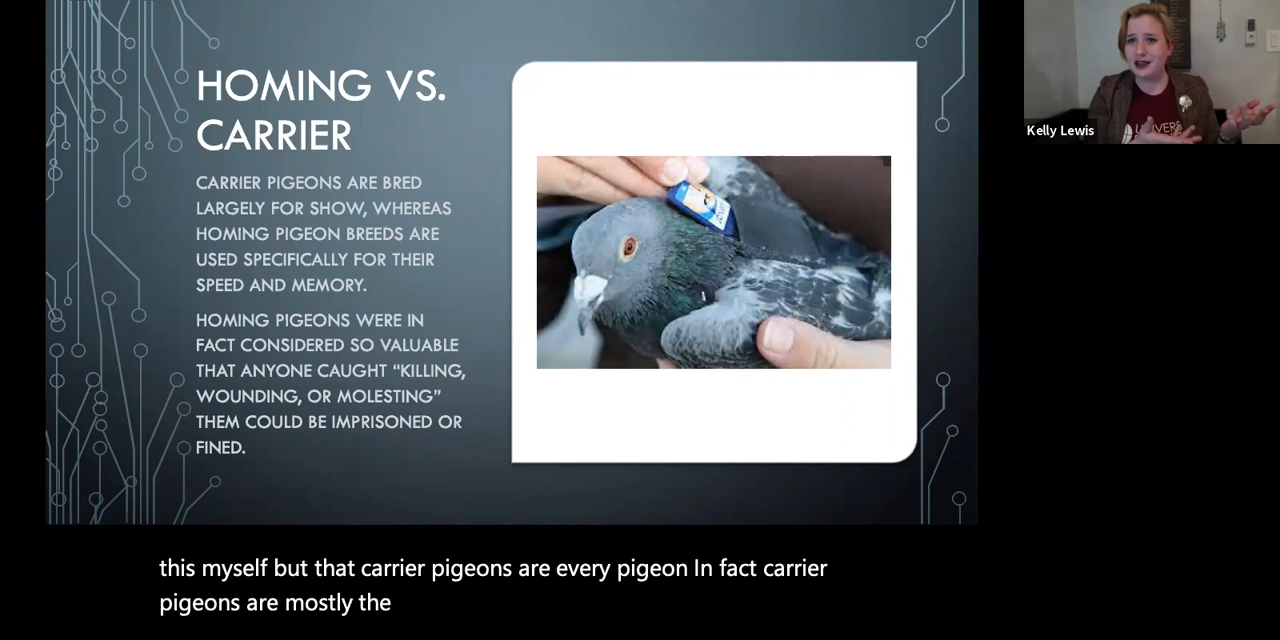 HOMING VS.
CARRIER
CARRIER PIGEONS ARE BRED
LARGELY FOR SHOW, WHEREAS
HOMING PIGEON BREEDS ARE
USED SPECIFICALLY FOR THEIR
SPEED AND MEMORY.
HOMING PIGEONS WERE IN
FACT CONSIDERED SO VALUABLE
THAT ANYONE CAUGHT “KILLING,
WOUNDING, OR MOLESTING”
THEM COULD BE IMPRISONED OR
FINED.
Kelly Lewis
this myself but that carrier pigeons are every pigeon In fact carrier
pigeons are mostly the